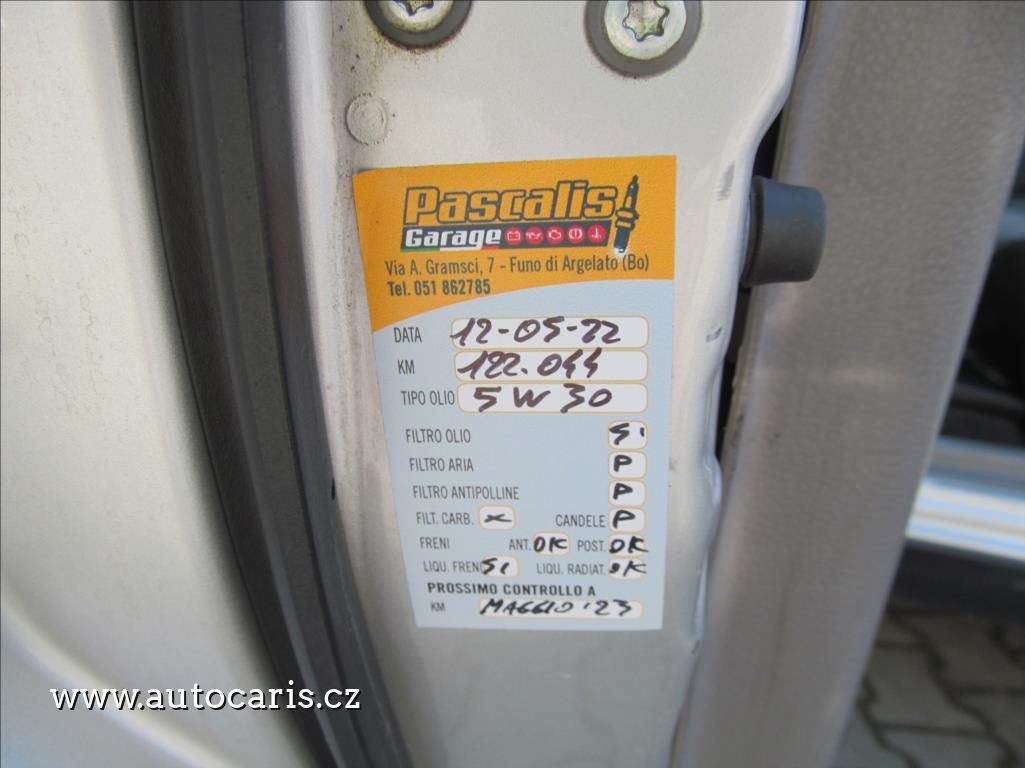 Pascalis
Garage
Via A. Gramsci, 7 - Funo di Argelato (Bo)
Tel. 051 862785
DATA 12-05-22
KM 122.044
TIPO OLIO 5W30
FILTRO OLIO Si
FILTRO ARIA P
FILTRO ANTIPOLLINE P
FILT. CARB. x CANDELE P
FRENI ANT. OK POST. OK
LIQU. FRENI Si LIQU. RADIAT. OK
PROSSIMO CONTROLLO A
KM MAGGIO '23
www.autocaris.cz